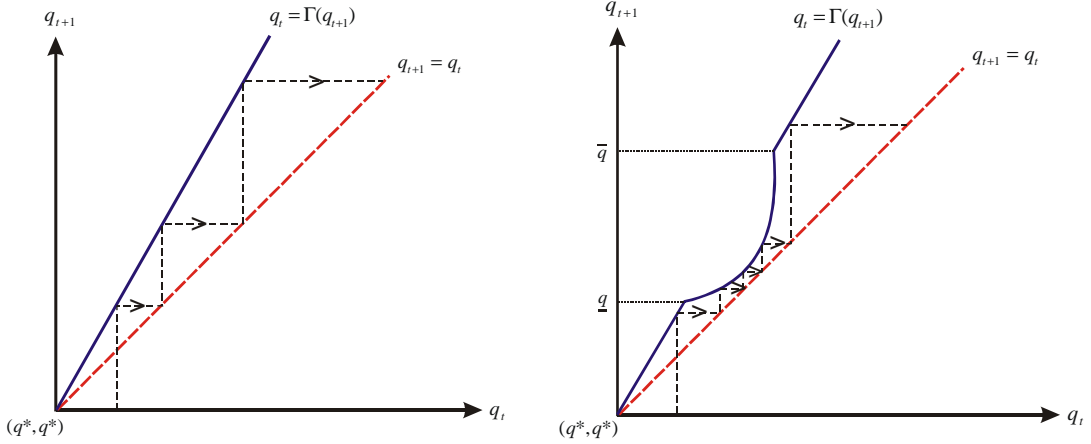 q_{t+1}
q_t = Γ(q_{t+1})
q_{t+1} = q_t
q_t
(q*, q*)
q_{t+1}
q_t = Γ(q_{t+1})
q_{t+1} = q_t
q̅
q̲
q_t
(q*, q*)